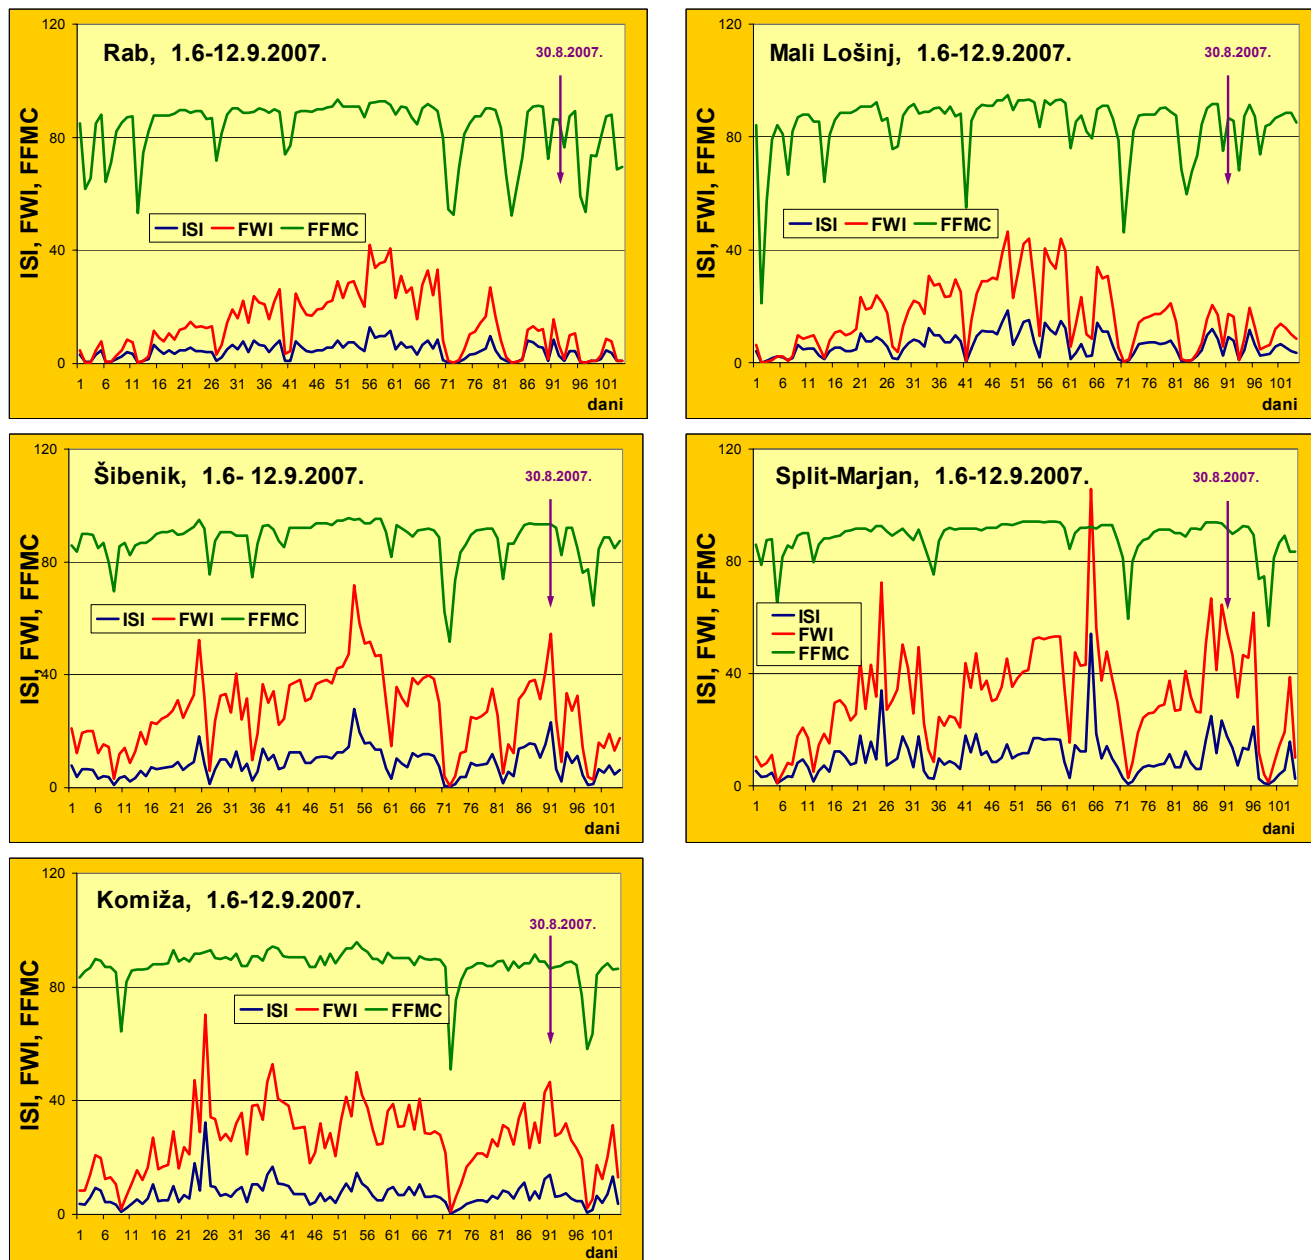 Rab, 1.6-12.9.2007.
30.8.2007.
ISI, FWI, FFMC
120
80
40
0
ISI FWI FFMC
1 6 11 16 21 26 31 36 41 46 51 56 61 66 71 76 81 86 91 96 101
dani
Mali Lošinj, 1.6-12.9.2007.
30.8.2007.
ISI, FWI, FFMC
120
80
40
0
ISI FWI FFMC
1 6 11 16 21 26 31 36 41 46 51 56 61 66 71 76 81 86 91 96 101
dani
Šibenik, 1.6- 12.9.2007.
30.8.2007.
ISI, FWI, FFMC
120
80
40
0
ISI FWI FFMC
1 6 11 16 21 26 31 36 41 46 51 56 61 66 71 76 81 86 91 96 101
dani
Split-Marjan, 1.6-12.9.2007.
30.8.2007.
ISI, FWI, FFMC
120
80
40
0
ISI
FWI
FFMC
1 6 11 16 21 26 31 36 41 46 51 56 61 66 71 76 81 86 91 96 101
dani
Komiža, 1.6-12.9.2007.
30.8.2007.
ISI, FWI, FFMC
120
80
40
0
ISI FWI FFMC
1 6 11 16 21 26 31 36 41 46 51 56 61 66 71 76 81 86 91 96 101
dani